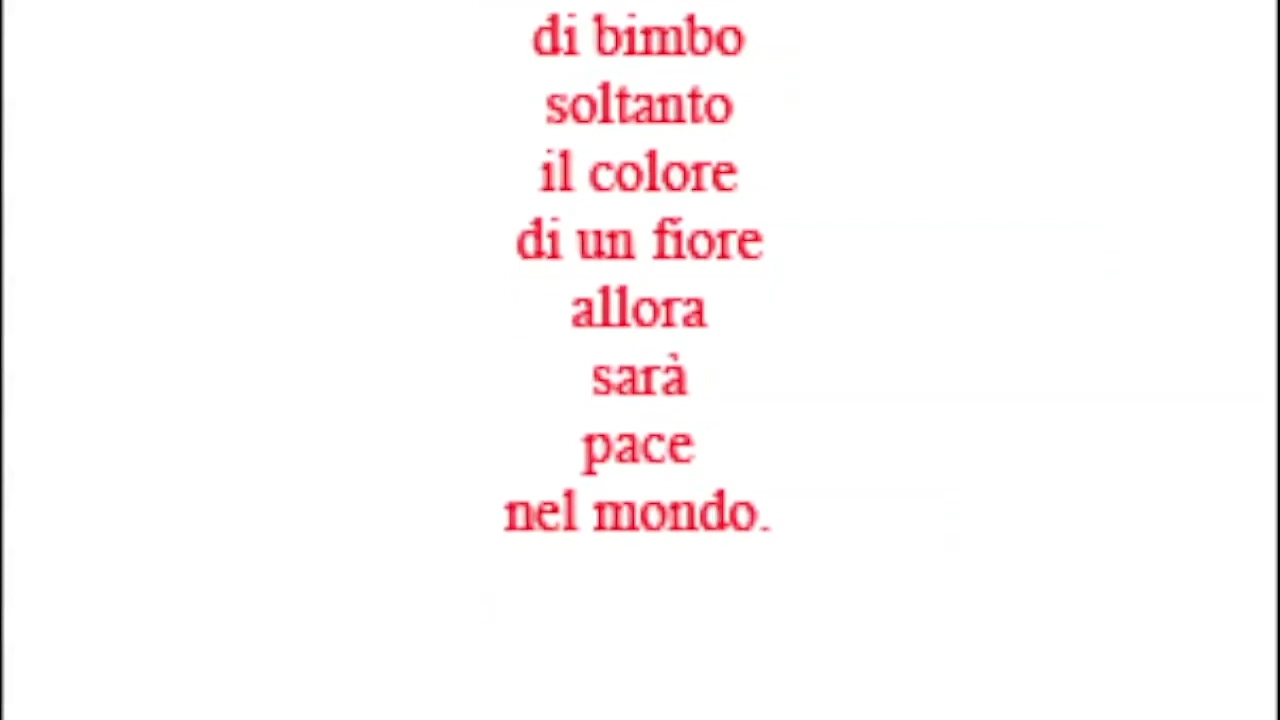 di bimbo
soltanto
il colore
di un fiore
allora
sarà
pace
nel mondo.